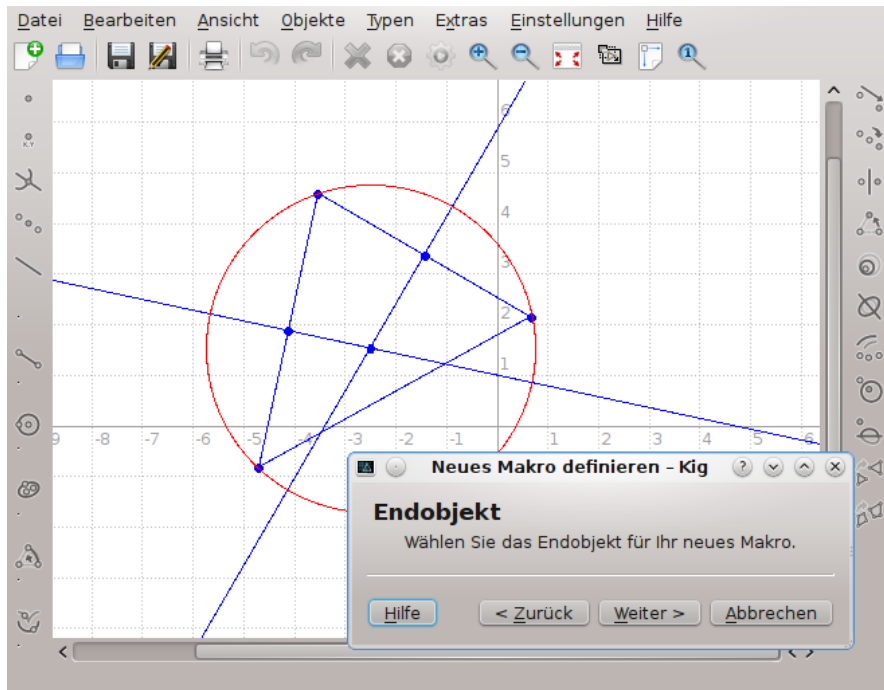 Datei Bearbeiten Ansicht Objekte Typen Extras Einstellungen Hilfe
6
5
4
3
2
1
9 -8 -7 -6 -5 -4 -3 -2 -1 1 2 3 4 5 6
Neues Makro definieren – Kig
Endobjekt
Wählen Sie das Endobjekt für Ihr neues Makro.
Hilfe < Zurück Weiter > Abbrechen